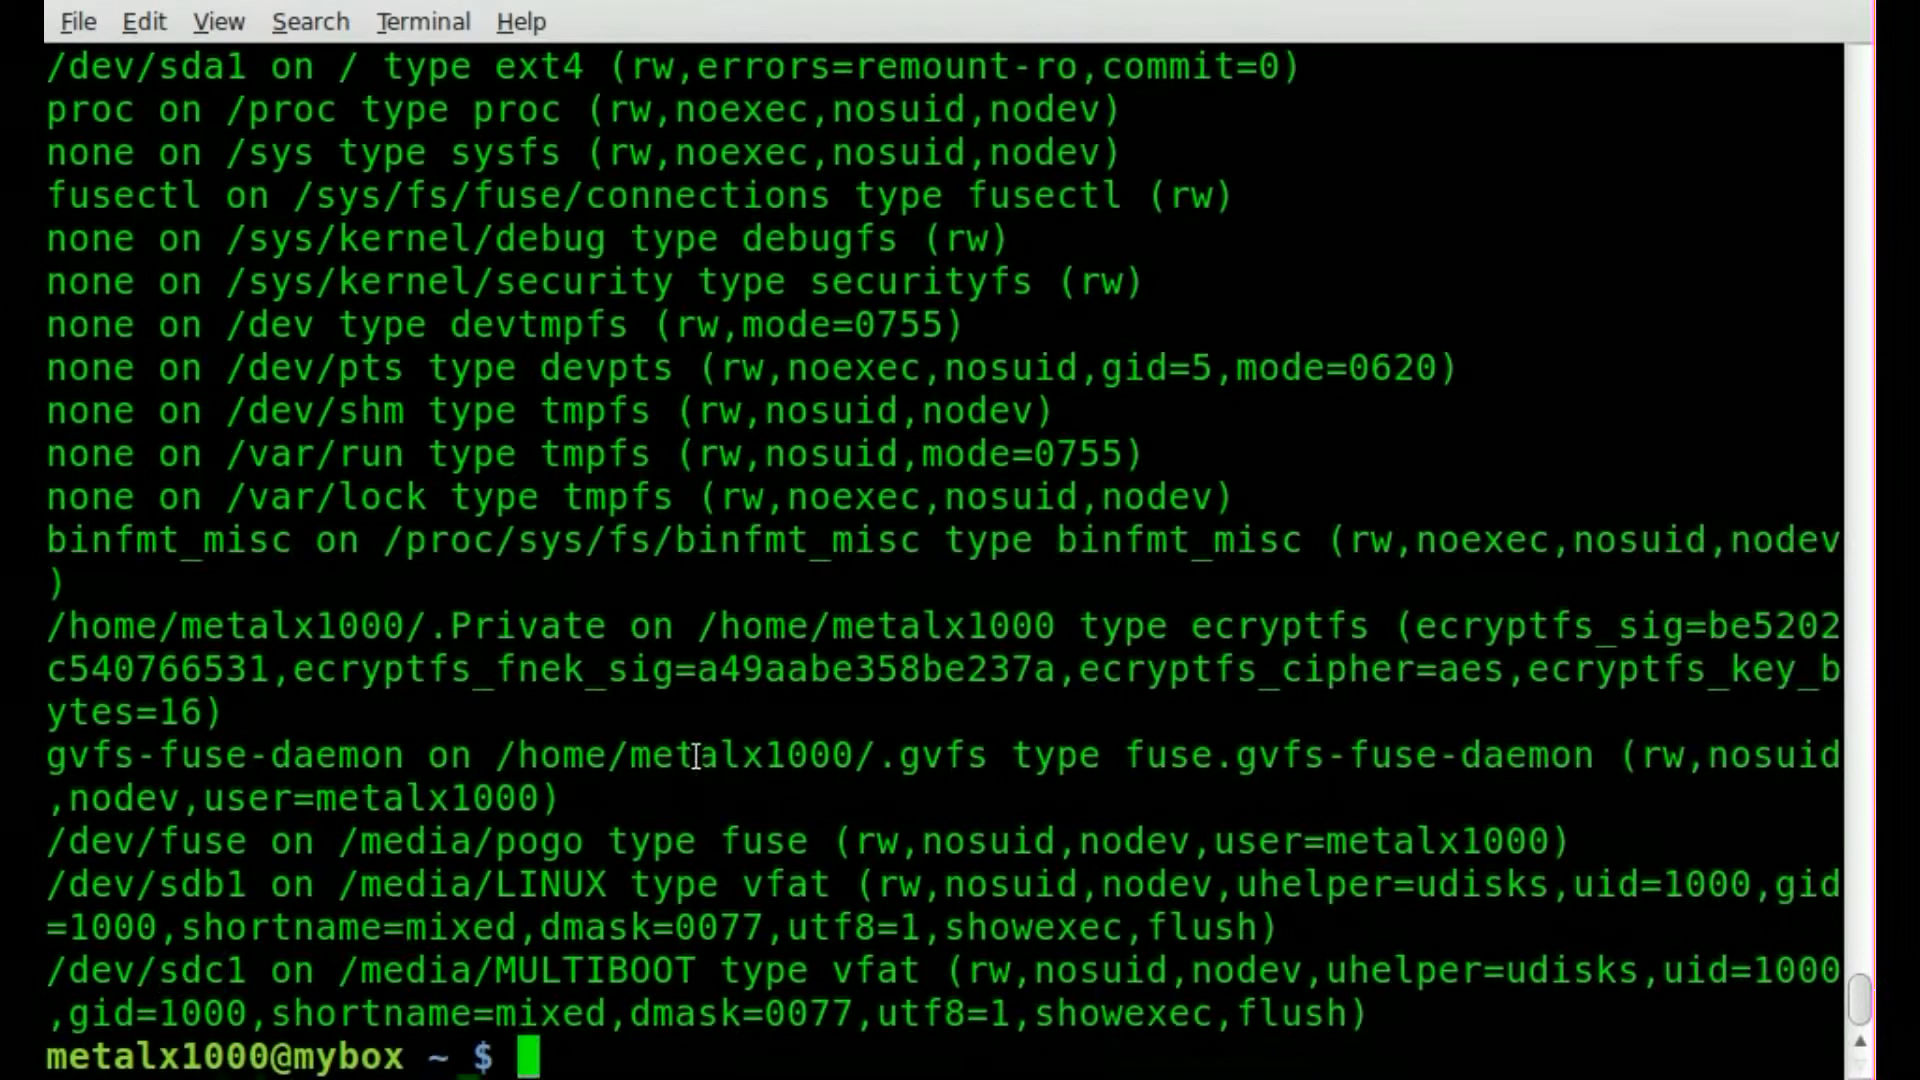 File Edit View Search Terminal Help
/dev/sda1 on / type ext4 (rw,errors=remount-ro,commit=0)
proc on /proc type proc (rw,noexec,nosuid,nodev)
none on /sys type sysfs (rw,noexec,nosuid,nodev)
fusectl on /sys/fs/fuse/connections type fusectl (rw)
none on /sys/kernel/debug type debugfs (rw)
none on /sys/kernel/security type securityfs (rw)
none on /dev type devtmpfs (rw,mode=0755)
none on /dev/pts type devpts (rw,noexec,nosuid,gid=5,mode=0620)
none on /dev/shm type tmpfs (rw,nosuid,nodev)
none on /var/run type tmpfs (rw,nosuid,mode=0755)
none on /var/lock type tmpfs (rw,noexec,nosuid,nodev)
binfmt_misc on /proc/sys/fs/binfmt_misc type binfmt_misc (rw,noexec,nosuid,nodev
)
/home/metalx1000/.Private on /home/metalx1000 type ecryptfs (ecryptfs_sig=be5202
c540766531,ecryptfs_fnek_sig=a49aabe358be237a,ecryptfs_cipher=aes,ecryptfs_key_b
ytes=16)
gvfs-fuse-daemon on /home/metalx1000/.gvfs type fuse.gvfs-fuse-daemon (rw,nosuid
,nodev,user=metalx1000)
/dev/fuse on /media/pogo type fuse (rw,nosuid,nodev,user=metalx1000)
/dev/sdb1 on /media/LINUX type vfat (rw,nosuid,nodev,uhelper=udisks,uid=1000,gid
=1000,shortname=mixed,dmask=0077,utf8=1,showexec,flush)
/dev/sdc1 on /media/MULTIBOOT type vfat (rw,nosuid,nodev,uhelper=udisks,uid=1000
,gid=1000,shortname=mixed,dmask=0077,utf8=1,showexec,flush)
metalx1000@mybox ~ $